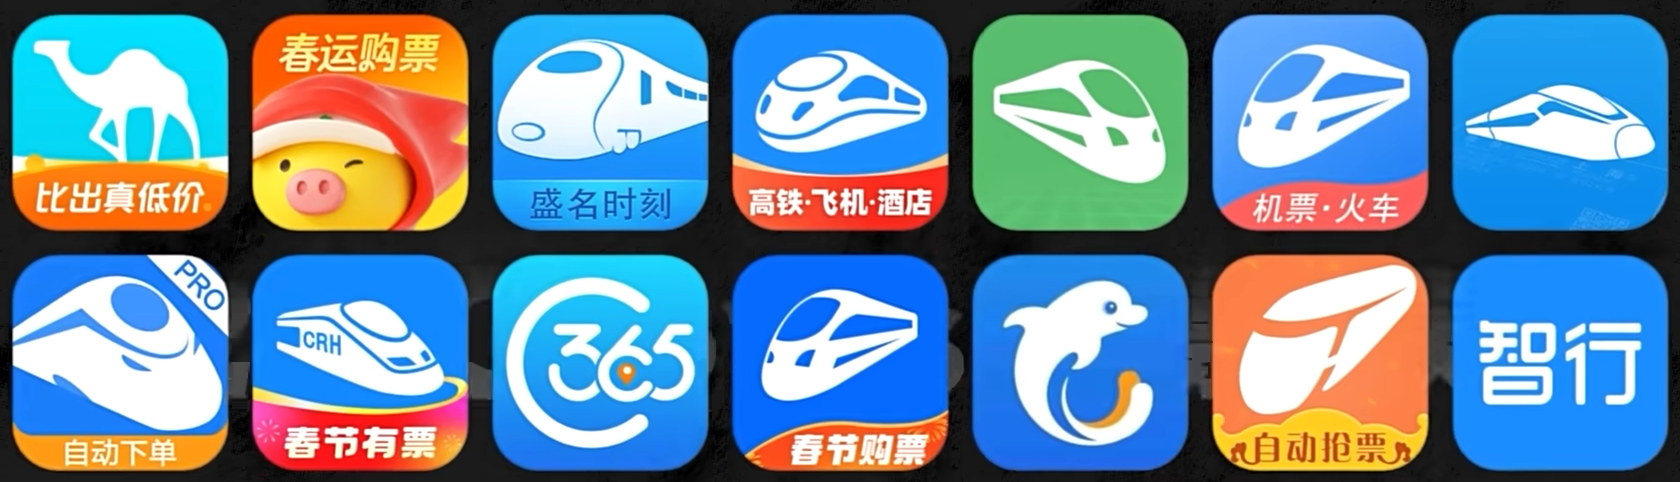 比出真低价
春运购票
盛名时刻
高铁·飞机·酒店
机票·火车
PRO
自动下单
CRH
春节有票
365
春节购票
自动抢票
智行